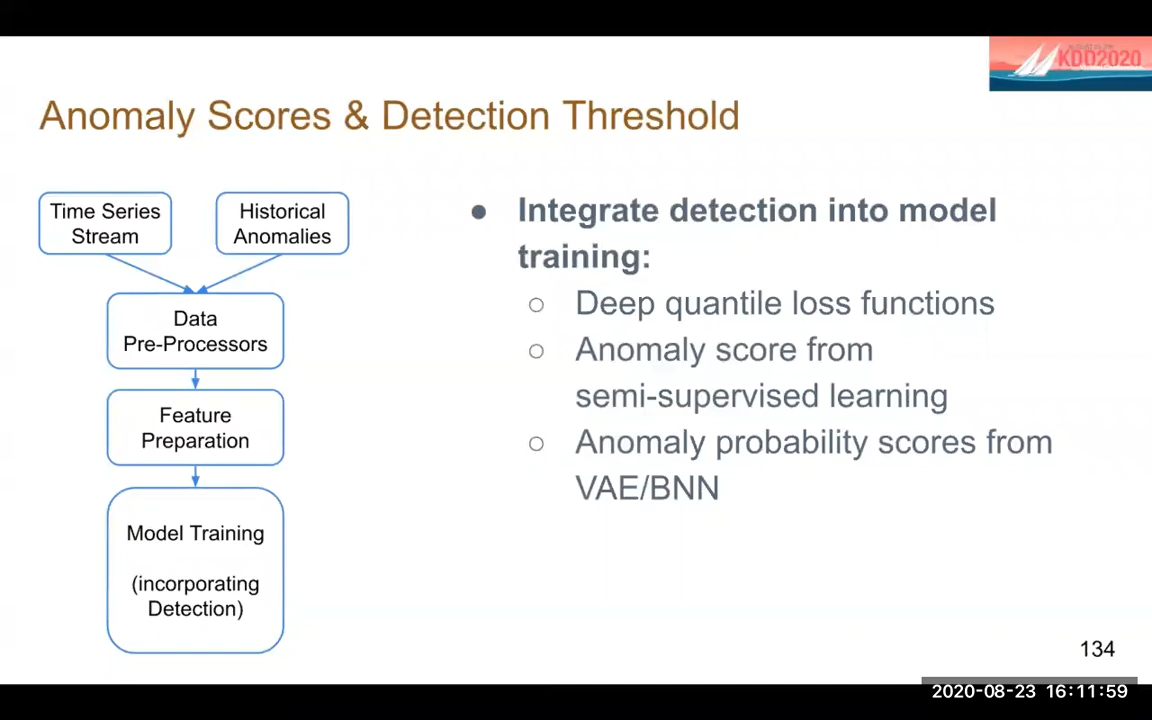 KDD2020
Anomaly Scores & Detection Threshold
Time Series
Stream
Historical
Anomalies
Data
Pre-Processors
Feature
Preparation
Model Training
(incorporating
Detection)
● Integrate detection into model
training:
○ Deep quantile loss functions
○ Anomaly score from
semi-supervised learning
○ Anomaly probability scores from
VAE/BNN
134
2020-08-23 16:11:59